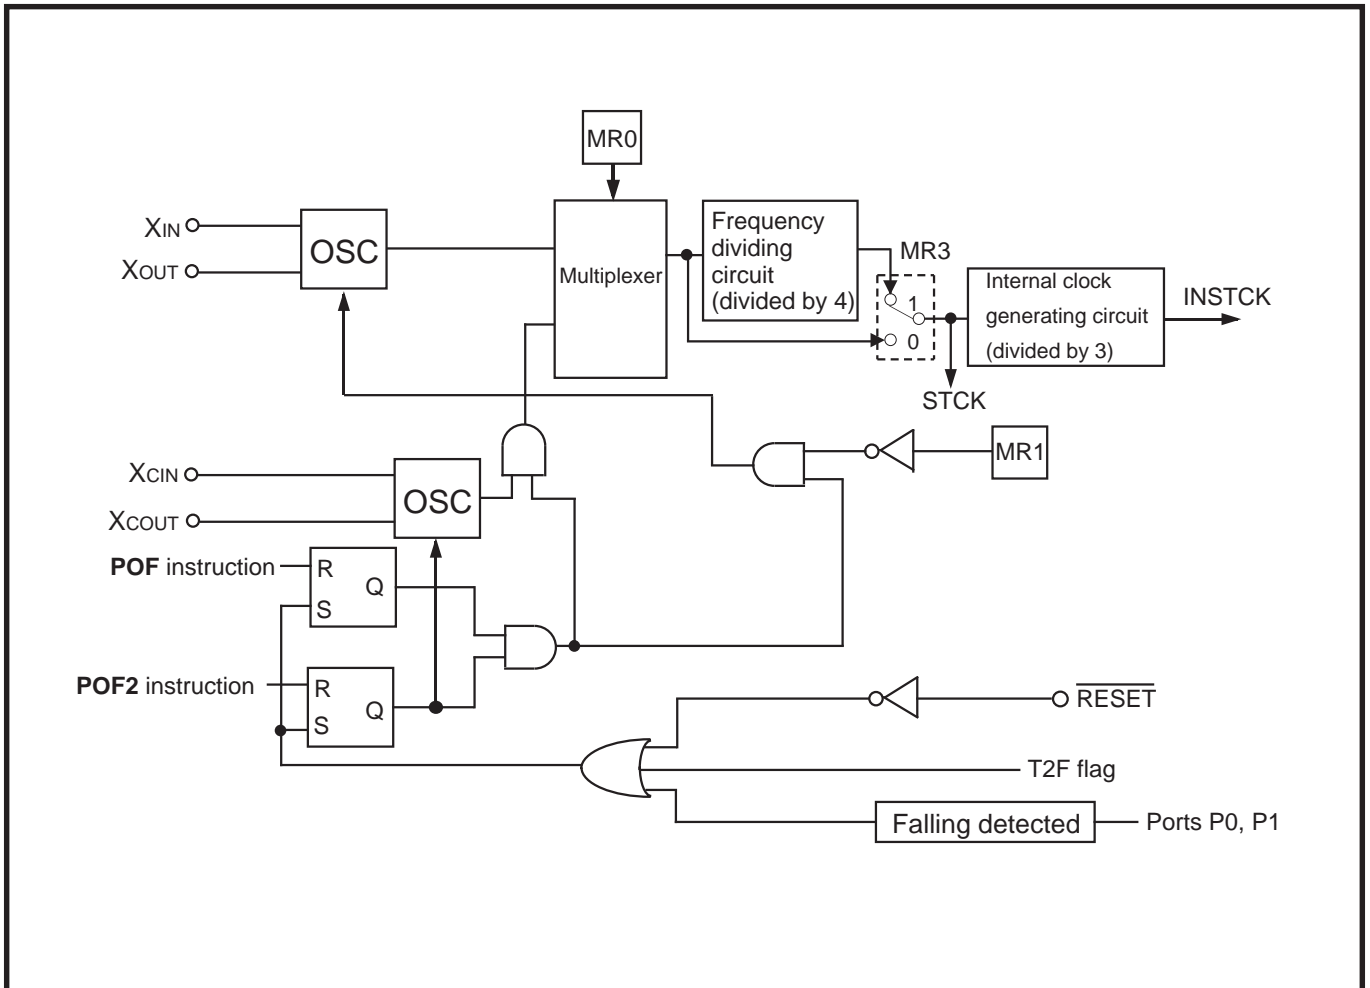 MR0
XIN
XOUT
OSC
Multiplexer
Frequency
dividing
circuit
(divided by 4)
MR3
1
0
Internal clock
generating circuit
(divided by 3)
INSTCK
STCK
MR1
XCIN
XCOUT
OSC
POF instruction
R
S
Q
POF2 instruction
R
S
Q
RESET
T2F flag
Falling detected
Ports P0, P1